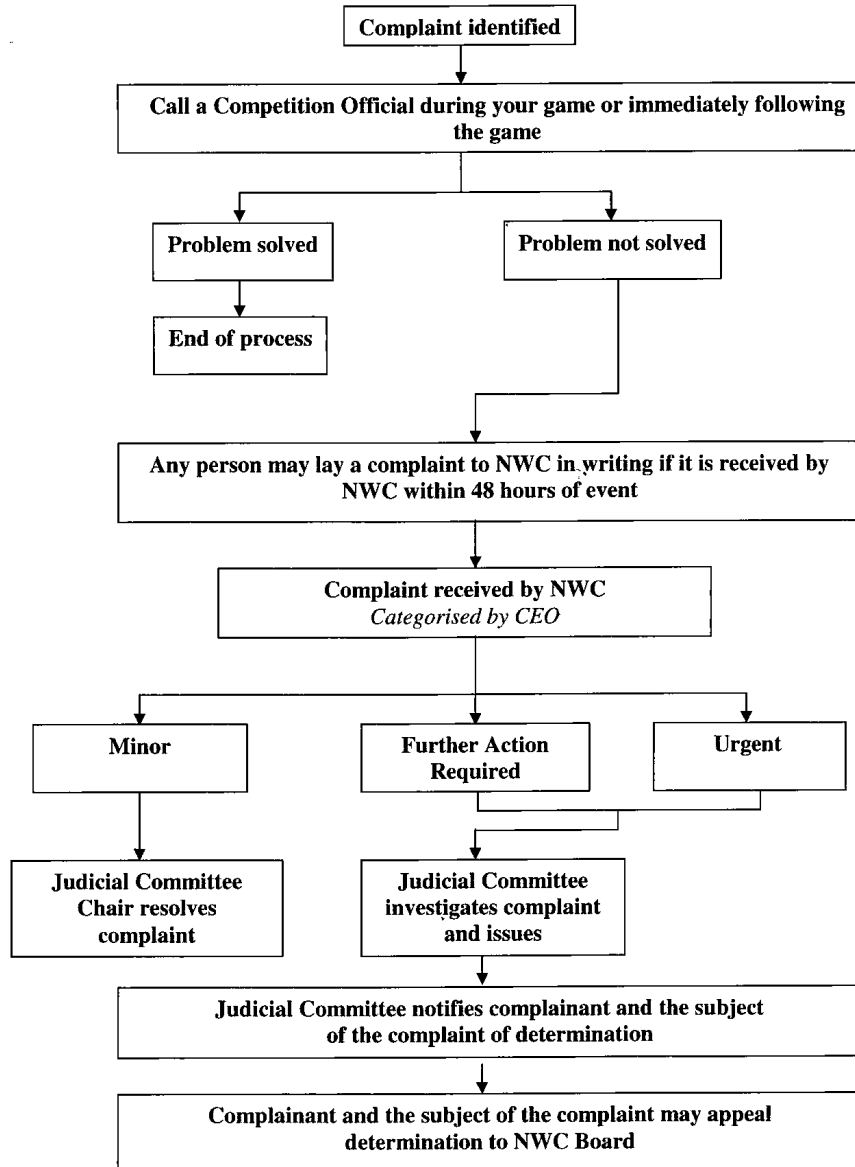 Complaint identified
Call a Competition Official during your game or immediately following
the game
Problem solved
Problem not solved
End of process
Any person may lay a complaint to NWC in writing if it is received by
NWC within 48 hours of event
Complaint received by NWC
Categorised by CEO
Minor
Further Action
Required
Urgent
Judicial Committee
Chair resolves
complaint
Judicial Committee
investigates complaint
and issues
Judicial Committee notifies complainant and the subject
of the complaint of determination
Complainant and the subject of the complaint may appeal
determination to NWC Board